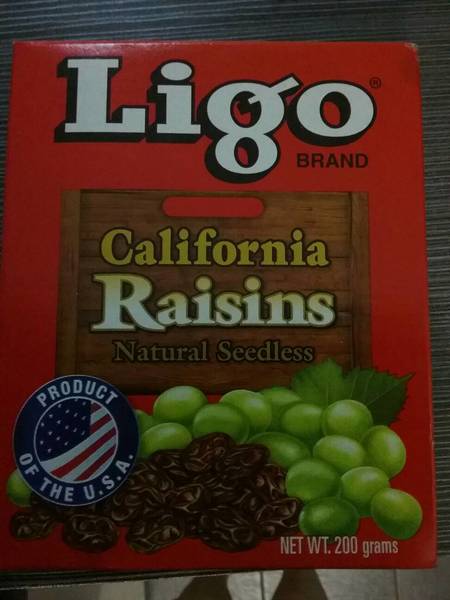 Ligo®
BRAND
California
Raisins
Natural Seedless
PRODUCT
OF THE U.S.A.
NET WT. 200 grams